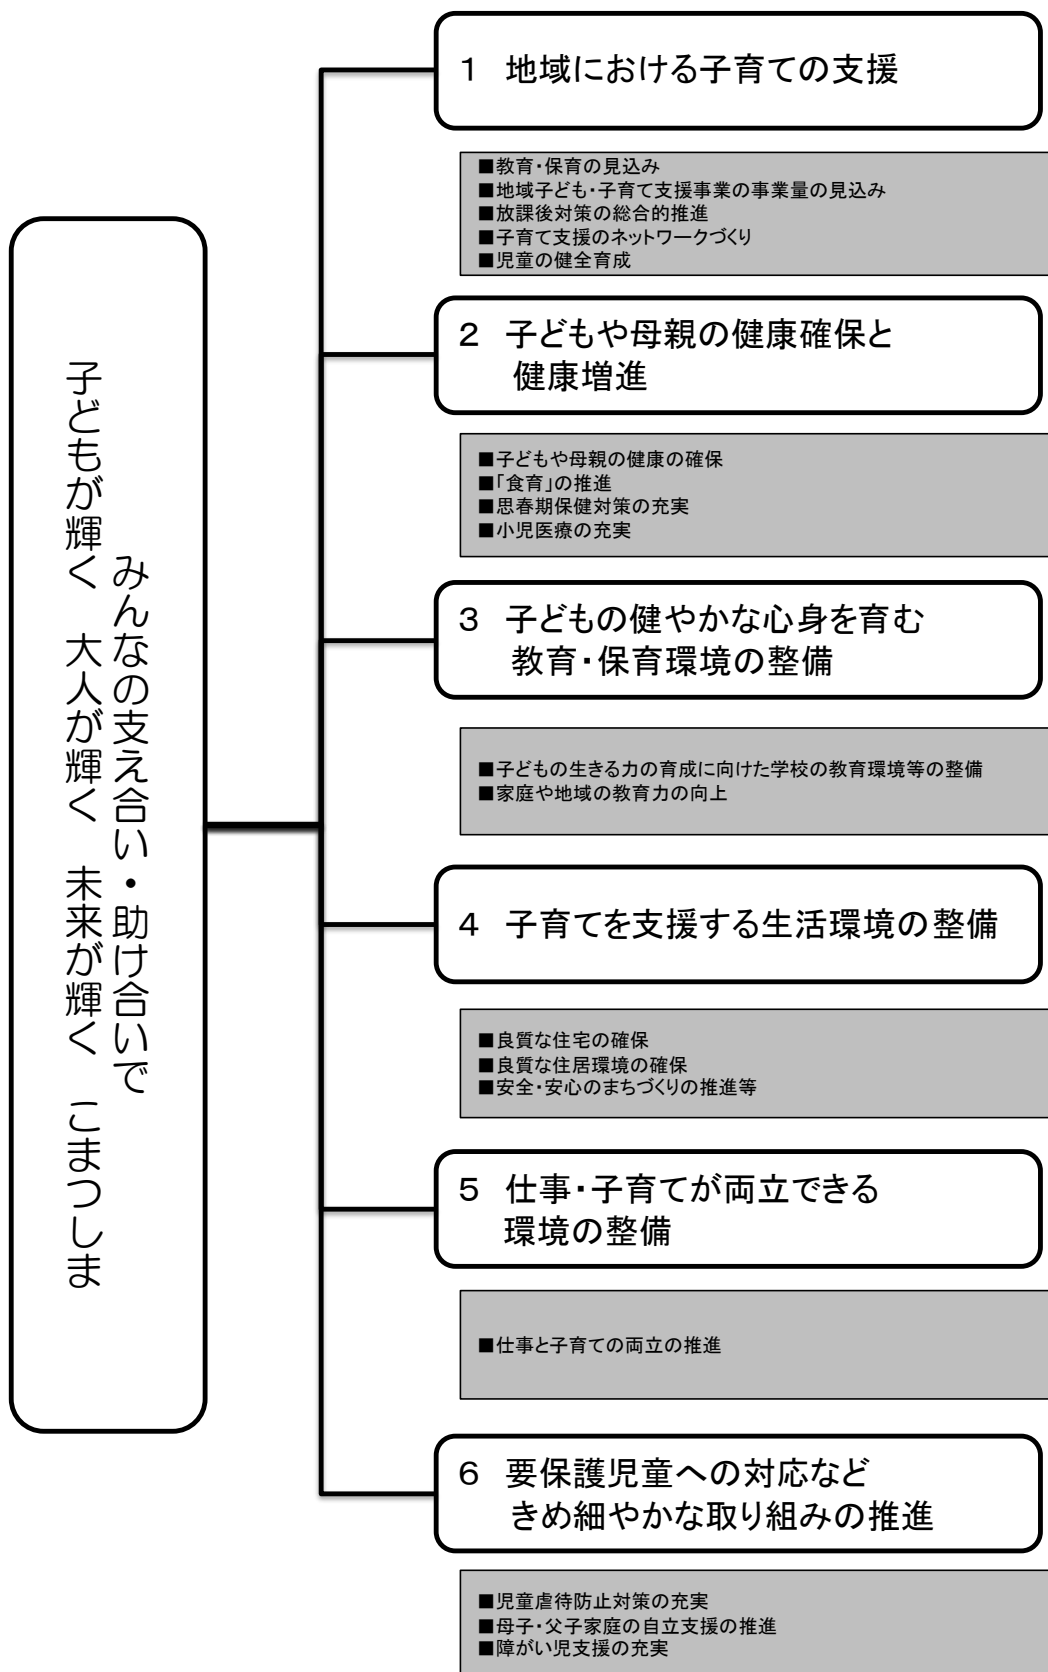 みんなの支え合い・助け合いで
子どもが輝く　大人が輝く　未来が輝く　こまつしま
１　地域における子育ての支援
■教育・保育の見込み
■地域子ども・子育て支援事業の事業量の見込み
■放課後対策の総合的推進
■子育て支援のネットワークづくり
■児童の健全育成
２　子どもや母親の健康確保と
健康増進
■子どもや母親の健康の確保
■「食育」の推進
■思春期保健対策の充実
■小児医療の充実
３　子どもの健やかな心身を育む
教育・保育環境の整備
■子どもの生きる力の育成に向けた学校の教育環境等の整備
■家庭や地域の教育力の向上
４　子育てを支援する生活環境の整備
■良質な住宅の確保
■良質な住居環境の確保
■安全・安心のまちづくりの推進等
５　仕事・子育てが両立できる
環境の整備
■仕事と子育ての両立の推進
６　要保護児童への対応など
きめ細やかな取り組みの推進
■児童虐待防止対策の充実
■母子・父子家庭の自立支援の推進
■障がい児支援の充実